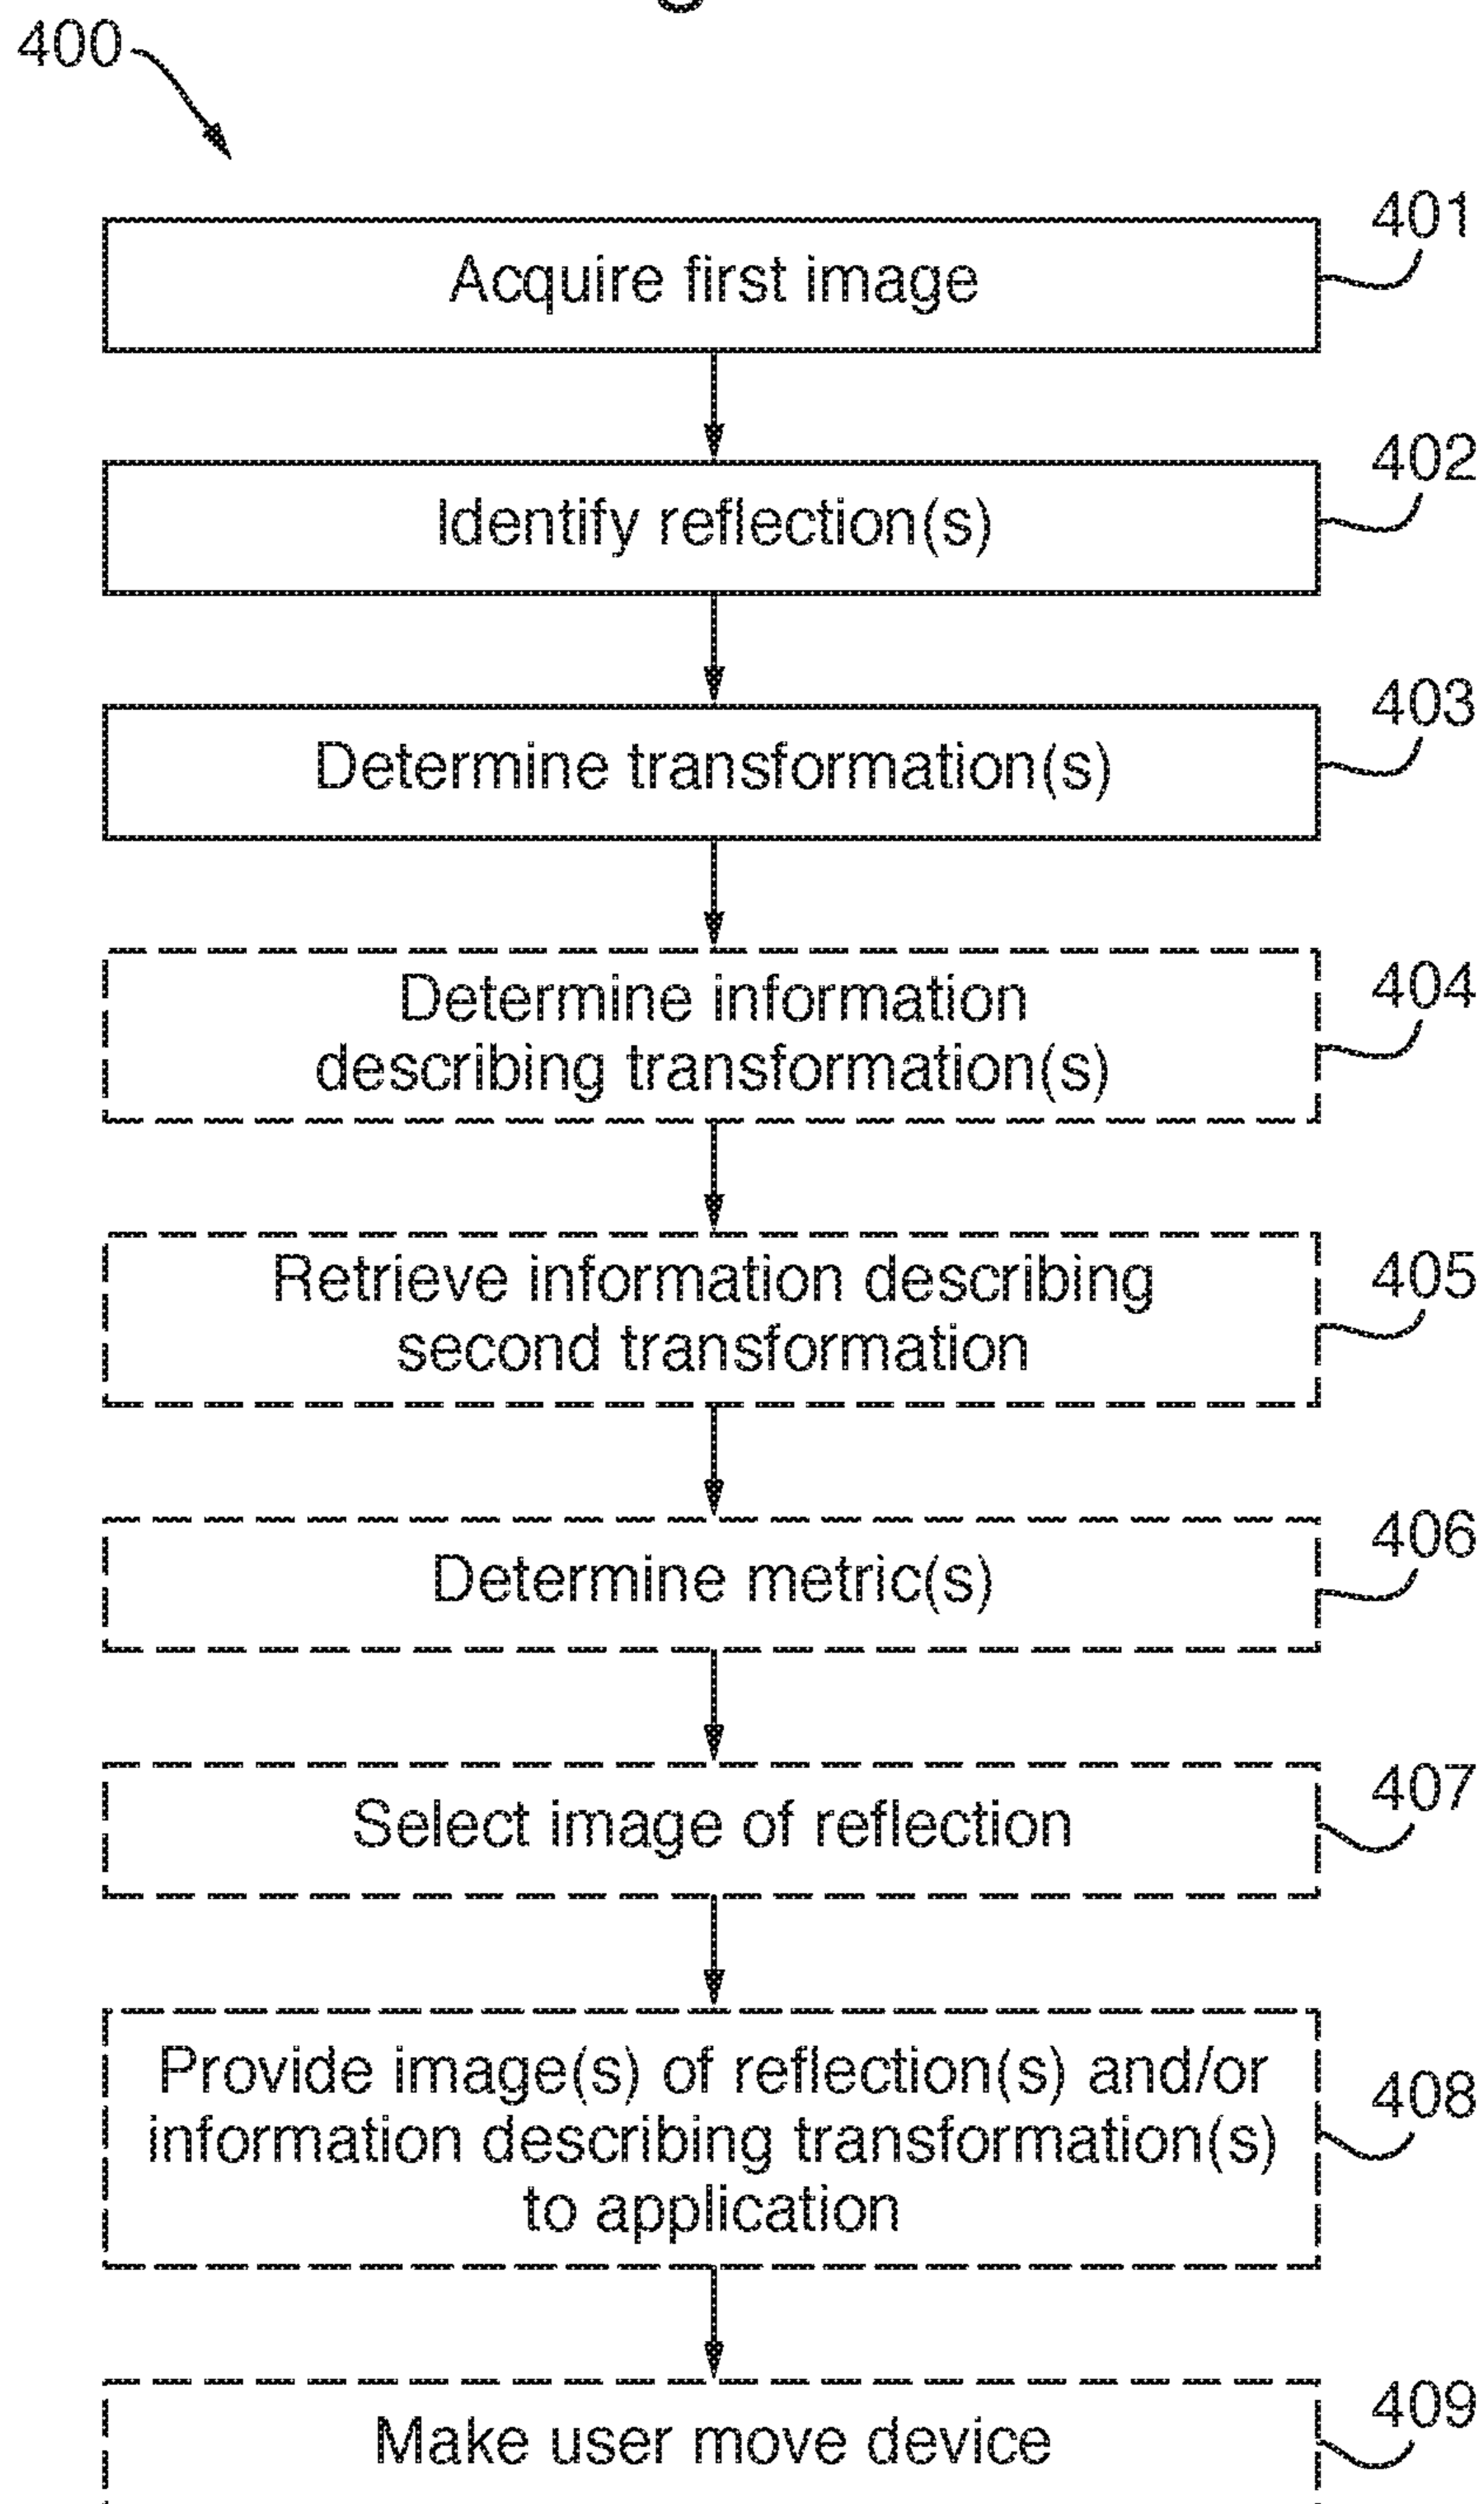 400
401
Acquire first image
402
Identify reflection(s)
403
Determine transformation(s)
404
Determine information
describing transformation(s)
405
Retrieve information describing
second transformation
406
Determine metric(s)
407
Select image of reflection
408
Provide image(s) of reflection(s) and/or
information describing transformation(s)
to application
409
Make user move device